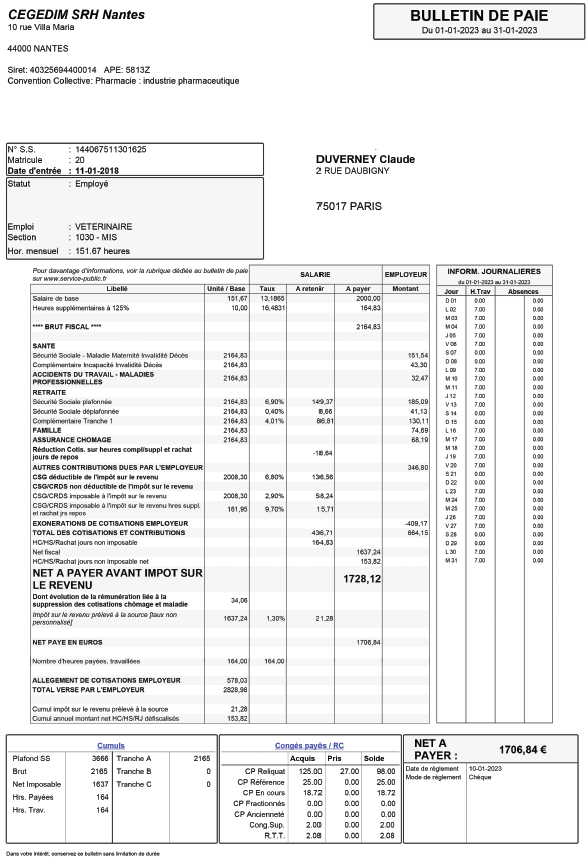 CEGEDIM SRH Nantes
10 rue Villa Maria
44000 NANTES
Siret: 40325694400014 APE: 5813Z
Convention Collective: Pharmacie : industrie pharmaceutique
BULLETIN DE PAIE
Du 01-01-2023 au 31-01-2023
N° S.S. : 144067511301625
Matricule : 20
Date d'entrée : 11-01-2018
Statut : Employé
Emploi : VETERINAIRE
Section : 1030 - MIS
Hor. mensuel : 151.67 heures
DUVERNEY Claude
2 RUE DAUBIGNY
75017 PARIS
Pour davantage d'informations, voir la rubrique dédiée au bulletin de paie
sur www.service-public.fr
SALARIE EMPLOYEUR
Libellé Unité / Base Taux A retenir A payer Montant
Salaire de base 151,67 13,1865 2000,00
Heures supplémentaires à 125% 10,00 16,4831 164,83
**** BRUT FISCAL **** 2164,83
SANTE
Sécurité Sociale - Maladie Maternité Invalidité Décès 2164,83 151,54
Complémentaire Incapacité Invalidité Décès 2164,83 43,30
ACCIDENTS DU TRAVAIL - MALADIES
PROFESSIONNELLES 2164,83 32,47
RETRAITE
Sécurité Sociale plafonnée 2164,83 6,90% 149,37 185,09
Sécurité Sociale déplafonnée 2164,83 0,40% 8,66 41,13
Complémentaire Tranche 1 2164,83 4,01% 86,81 130,11
FAMILLE 2164,83 74,69
ASSURANCE CHOMAGE 2164,83 68,19
Réduction Cotis. sur heures compl/suppl et rachat
jours de repos -18,64
AUTRES CONTRIBUTIONS DUES PAR L'EMPLOYEUR 346,80
CSG déductible de l'impôt sur le revenu 2008,30 6,80% 136,56
CSG/CRDS non déductible de l'impôt sur le revenu
CSG/CRDS imposable à l'impôt sur le revenu 2008,30 2,90% 58,24
CSG/CRDS imposable à l'impôt sur le revenu hres suppl.
et rachat jrs repos 161,95 9,70% 15,71
EXONERATIONS DE COTISATIONS EMPLOYEUR -409,17
TOTAL DES COTISATIONS ET CONTRIBUTIONS 436,71 664,15
HC/HS/Rachat jours non imposable 164,83
Net fiscal 1637,24
HC/HS/Rachat jours non imposable net 153,82
NET A PAYER AVANT IMPOT SUR
LE REVENU 1728,12
Dont évolution de la rémunération liée à la
suppression des cotisations chômage et maladie 34,06
Impôt sur le revenu prélevé à la source [taux non
personnalisé] 1637,24 1,30% 21,28
NET PAYE EN EUROS 1706,84
Nombre d'heures payées, travaillées 164,00 164,00
ALLEGEMENT DE COTISATIONS EMPLOYEUR 578,03
TOTAL VERSE PAR L'EMPLOYEUR 2828,98
Cumul impôt sur le revenu prélevé à la source 21,28
Cumul annuel montant net HC/HS/RJ défiscalisés 153,82
INFORM. JOURNALIERES
du 01-01-2023 au 31-01-2023
Jour H.Trav Absences
D 01 0.00 0.00
L 02 7.00 0.00
M 03 7.00 0.00
M 04 7.00 0.00
J 05 7.00 0.00
V 06 7.00 0.00
S 07 0.00 0.00
D 08 0.00 0.00
L 09 7.00 0.00
M 10 7.00 0.00
M 11 7.00 0.00
J 12 7.00 0.00
V 13 7.00 0.00
S 14 0.00 0.00
D 15 0.00 0.00
L 16 7.00 0.00
M 17 7.00 0.00
M 18 7.00 0.00
J 19 7.00 0.00
V 20 7.00 0.00
S 21 0.00 0.00
D 22 0.00 0.00
L 23 7.00 0.00
M 24 7.00 0.00
M 25 7.00 0.00
J 26 7.00 0.00
V 27 7.00 0.00
S 28 0.00 0.00
D 29 0.00 0.00
L 30 7.00 0.00
M 31 7.00 0.00
Cumuls
Plafond SS 3666 Tranche A 2165
Brut 2165 Tranche B 0
Net Imposable 1637 Tranche C 0
Hrs. Payées 164
Hrs. Trav. 164
Congés payés / RC
Acquis Pris Solde
CP Reliquat 125.00 27.00 98.00
CP Référence 25.00 0.00 25.00
CP En cours 18.72 0.00 18.72
CP Fractionnés 0.00 0.00 0.00
CP Ancienneté 0.00 0.00 0.00
Cong.Sup. 2.00 0.00 2.00
R.T.T. 2.08 0.00 2.08
NET A
PAYER : 1706,84 €
Date de règlement 10-01-2023
Mode de règlement Chèque
Dans votre intérêt, conservez ce bulletin sans limitation de durée